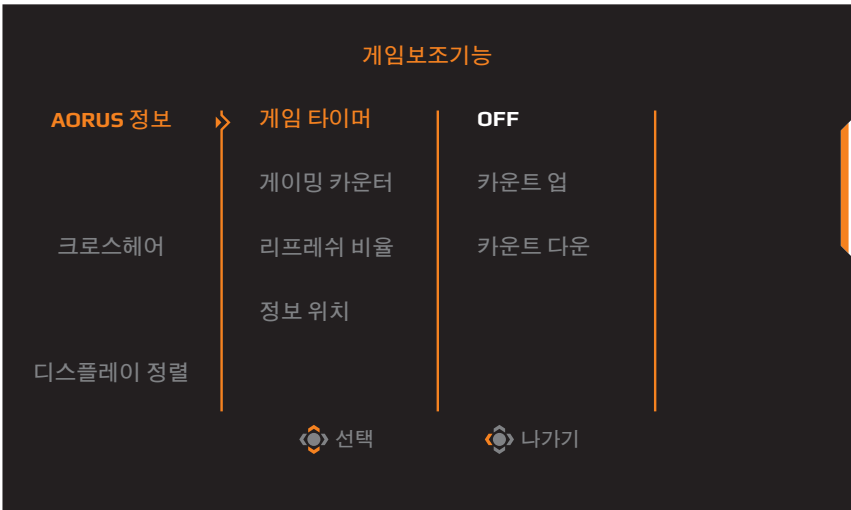 게임보조기능
AORUS 정보 게임 타이머 OFF
게이밍 카운터 카운트 업
크로스헤어 리프레쉬 비율 카운트 다운
정보 위치
디스플레이 정렬
선택 나가기